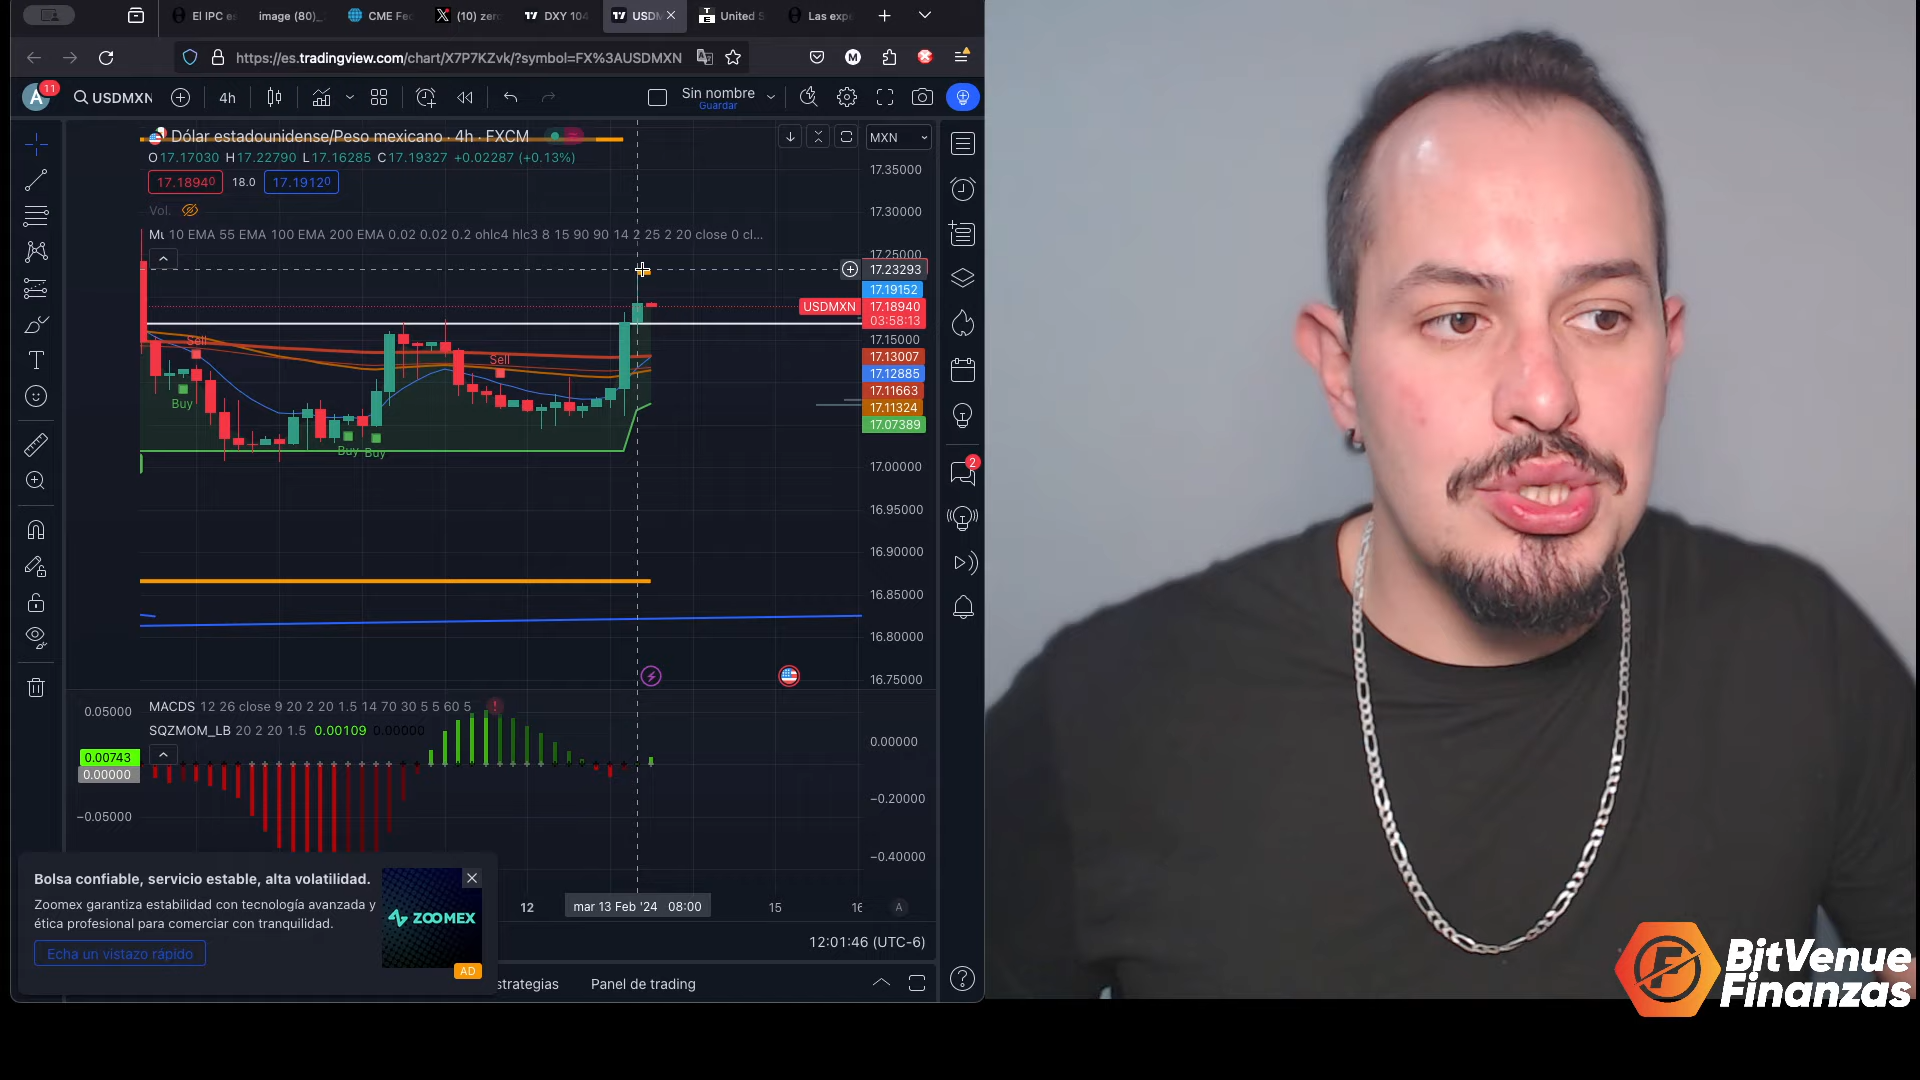 El IPC es
image (80)_
CME Fe
(10) zer
DXY 104
USDM
United S
Las exp
https://es.tradingview.com/chart/X7P7KZvk/?symbol=FX%3AUSDMXN
A 11
USDMXN
4h
Sin nombre
Guardar
Dólar estadounidense/Peso mexicano · 4h · FXCM
MXN
O17.17030 H17.22790 L17.16285 C17.19327 +0.02287 (+0.13%)
17.18940 18.0 17.19120
Vol.
10 EMA 55 EMA 100 EMA 200 EMA 0.02 0.02 0.2 ohlc4 hlc3 8 15 90 90 14 2 25 2 20 close 0 cl...
17.35000
17.30000
17.25000
17.23293
17.19152
USDMXN 17.18940
03:58:13
17.15000
17.13007
17.12885
17.11663
17.11324
17.07389
17.00000
16.95000
16.90000
16.85000
16.80000
16.75000
Sell
Buy
Sell
Buy
Buy
2
MACDS 12 26 close 9 20 2 20 1.5 14 70 30 5 5 60 5
SQZMOM_LB 20 2 20 1.5 0.00109 0.00000
0.05000
0.00743
0.00000
−0.05000
0.00000
−0.20000
−0.40000
12
mar 13 Feb '24 08:00
15
16
A
12:01:46 (UTC-6)
Bolsa confiable, servicio estable, alta volatilidad.
Zoomex garantiza estabilidad con tecnología avanzada y
ética profesional para comerciar con tranquilidad.
Echa un vistazo rápido
ZOOMEX
AD
strategias
Panel de trading
BitVenue
Finanzas